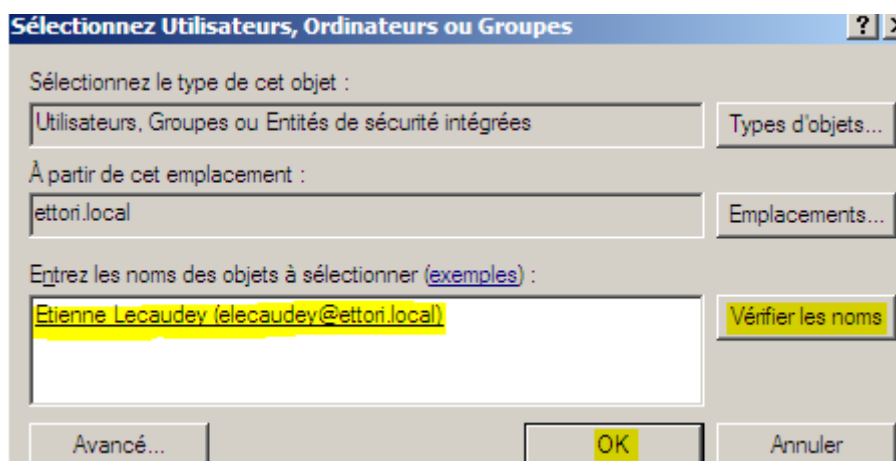 Sélectionnez Utilisateurs, Ordinateurs ou Groupes
Sélectionnez le type de cet objet :
Utilisateurs, Groupes ou Entités de sécurité intégrées
Types d'objets...
À partir de cet emplacement :
ettori.local
Emplacements...
Entrez les noms des objets à sélectionner (exemples) :
Etienne Lecaudey (elecaudey@ettori.local)
Vérifier les noms
Avancé...
OK
Annuler